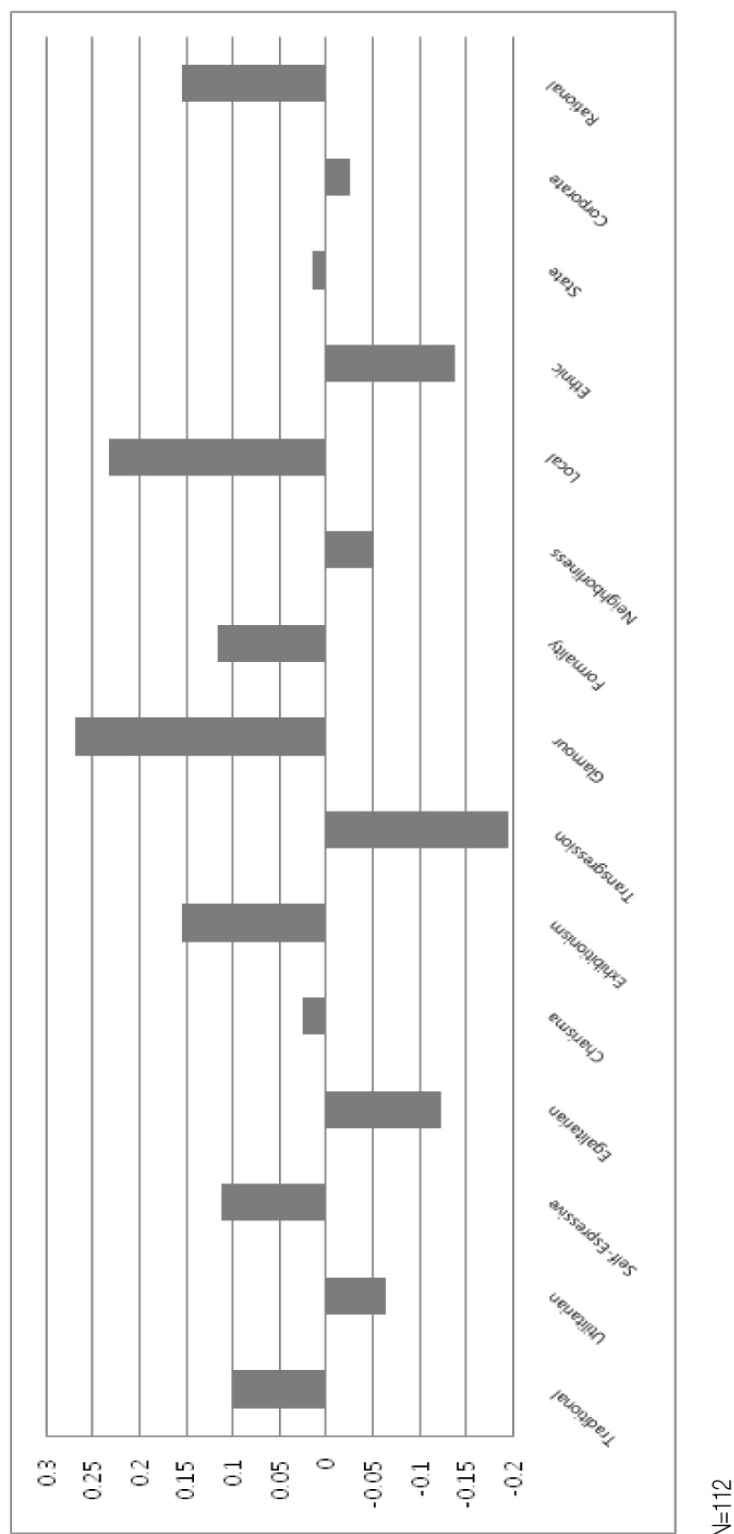 0.3
0.25
0.2
0.15
0.1
0.05
0
-0.05
-0.1
-0.15
-0.2
Traditional
Utilitarian
Self-Espressive
Egalitarian
Charisma
Exhibitionism
Transgression
Glamour
Formality
Neighborliness
Local
Ethnic
State
Corporate
Rational
N=112